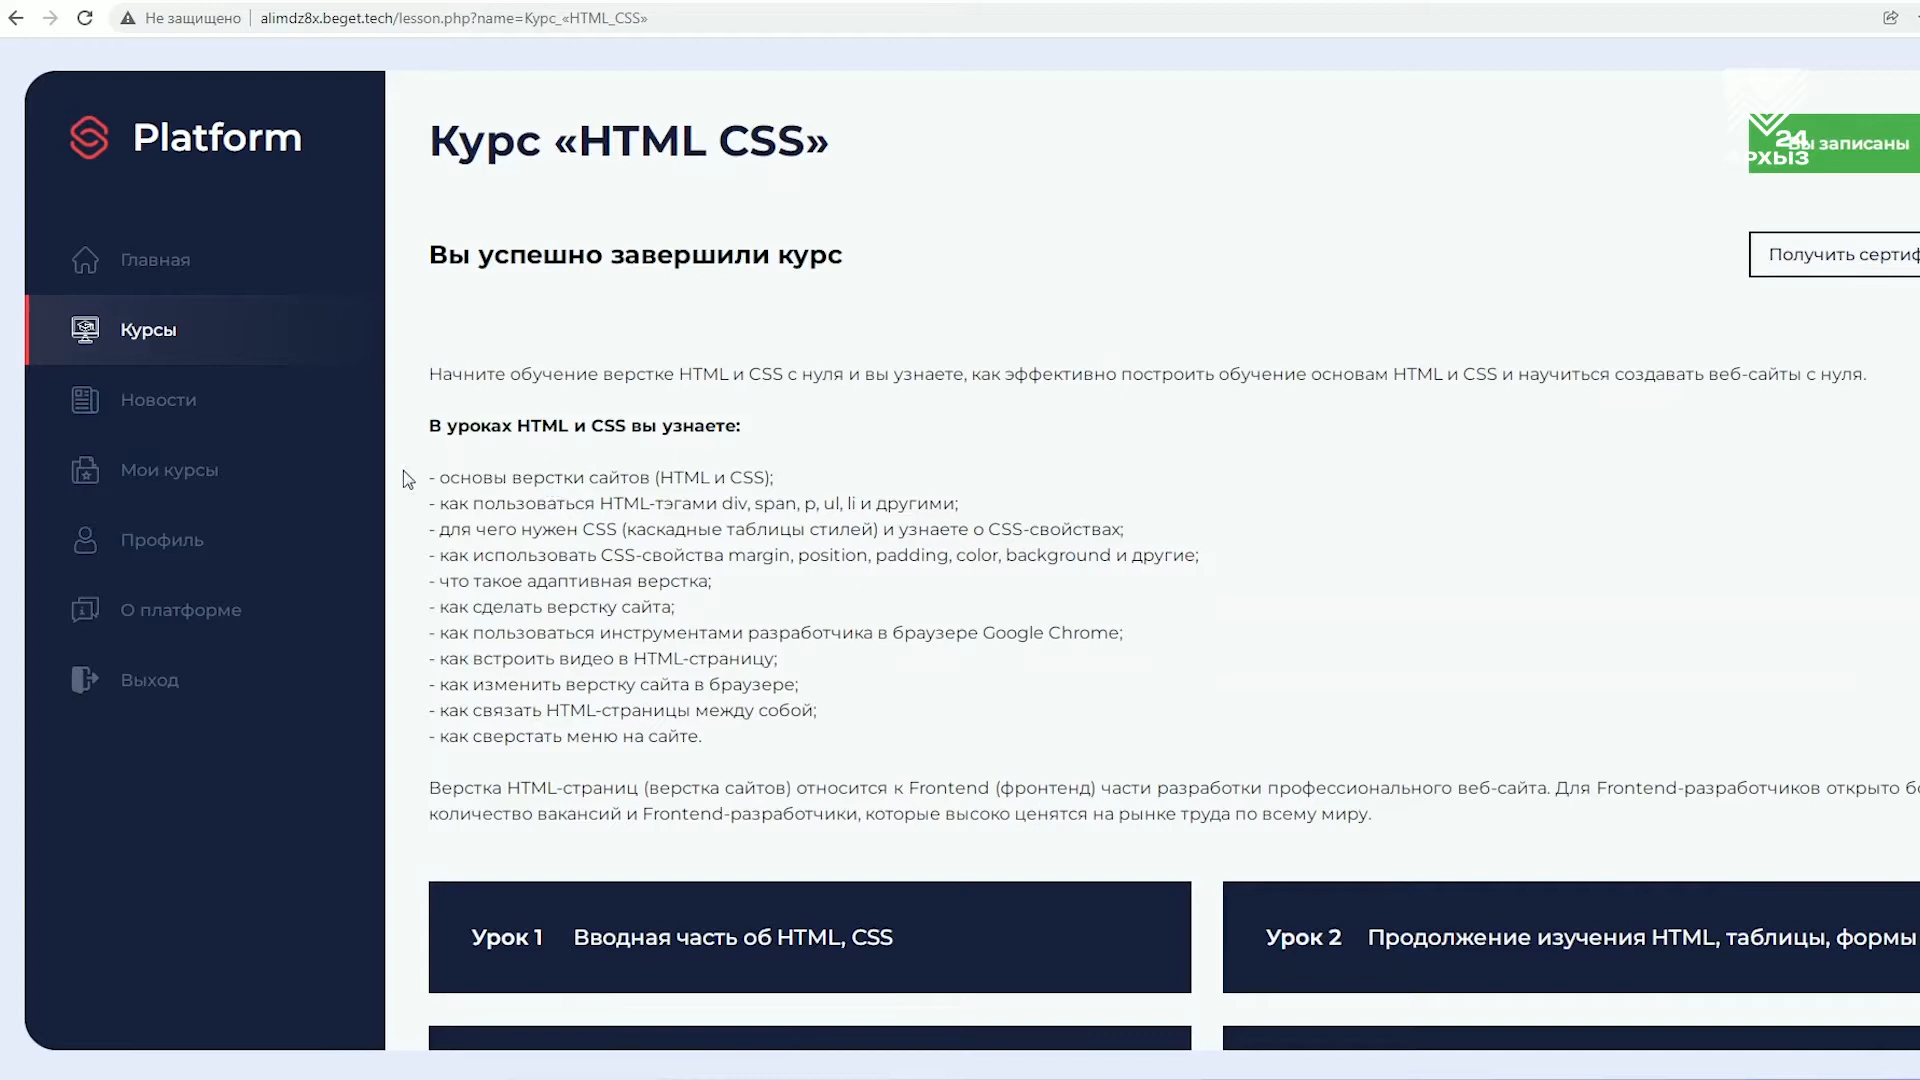 Не защищено
alimdz8x.beget.tech/lesson.php?name=Курс_«HTML_CSS»
Platform
Главная
Курсы
Новости
Мои курсы
Профиль
О платформе
Выход
Курс «HTML CSS»
24
АРХЫЗ
Вы записаны
Вы успешно завершили курс
Получить
Начните обучение верстке HTML и CSS с нуля и вы узнаете, как эффективно построить обучение основам HTML и CSS и научиться создавать веб-сайты с нуля.
В уроках HTML и CSS вы узнаете:
- основы верстки сайтов (HTML и CSS);
- как пользоваться HTML-тэгами div, span, p, ul, li и другими;
- для чего нужен CSS (каскадные таблицы стилей) и узнаете о CSS-свойствах;
- как использовать CSS-свойства margin, position, padding, color, background и другие;
- что такое адаптивная верстка;
- как сделать верстку сайта;
- как пользоваться инструментами разработчика в браузере Google Chrome;
- как встроить видео в HTML-страницу;
- как изменить верстку сайта в браузере;
- как связать HTML-страницы между собой;
- как сверстать меню на сайте.
Верстка HTML-страниц (верстка сайтов) относится к Frontend (фронтенд) части разработки профессионального веб-сайта. Для Frontend-разработчиков открыто
количество вакансий и Frontend-разработчики, которые высоко ценятся на рынке труда по всему миру.
Урок 1 Вводная часть об HTML, CSS
Урок 2 Продолжение изучения HTML, таблицы, формы